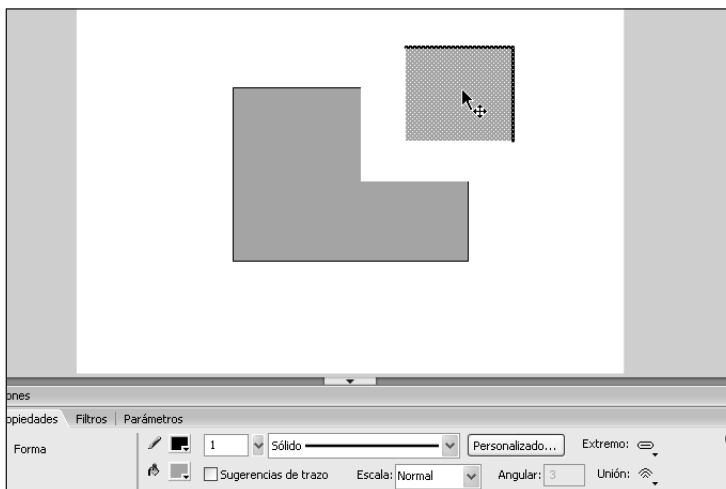 ones
opiedades Filtros Parámetros
Forma 1 Sólido Personalizado... Extremo:
Sugerencias de trazo Escala: Normal Angular: 3 Unión: